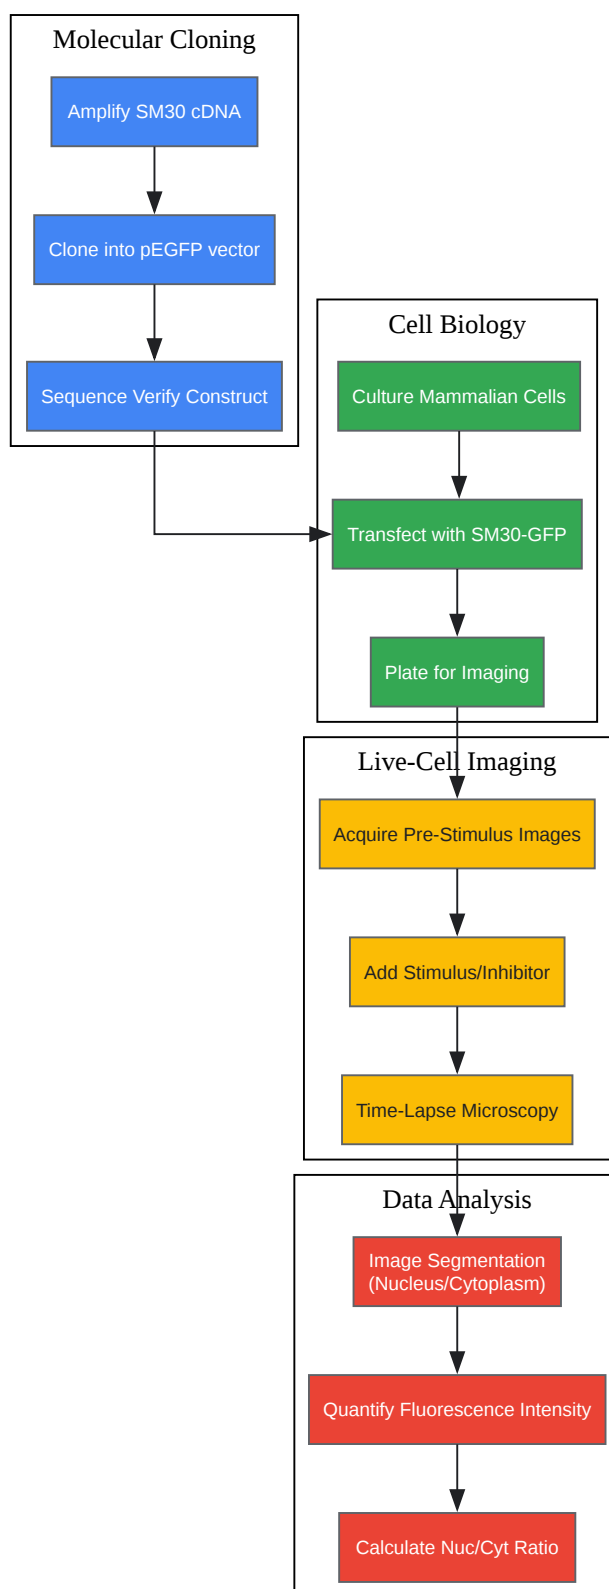 Molecular Cloning
Amplify SM30 cDNA
Clone into pEGFP vector
Sequence Verify Construct
Cell Biology
Culture Mammalian Cells
Transfect with SM30-GFP
Plate for Imaging
Live-Cell Imaging
Acquire Pre-Stimulus Images
Add Stimulus/Inhibitor
Time-Lapse Microscopy
Data Analysis
Image Segmentation
(Nucleus/Cytoplasm)
Quantify Fluorescence Intensity
Calculate Nuc/Cyt Ratio